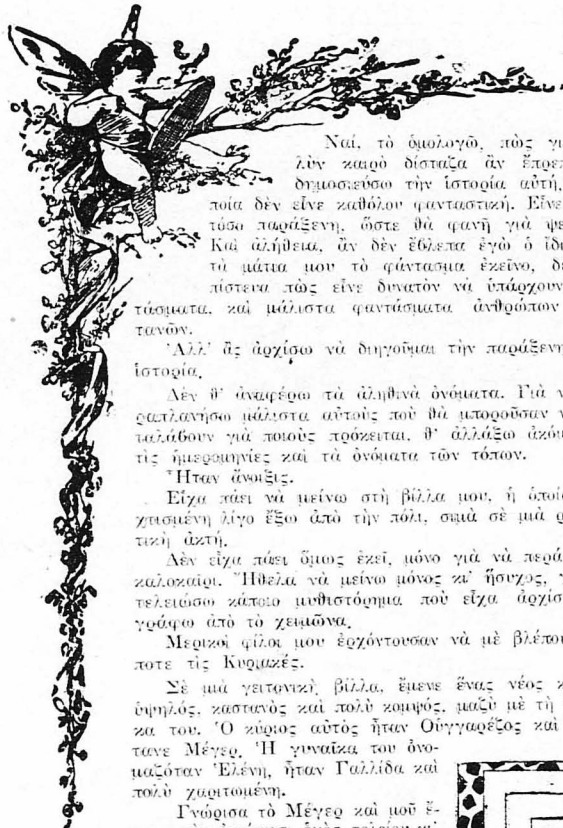 Ναί, τὸ ὁμολογῶ, πὼς γι
λὺν καιρὸ δίσταζα ἂν ἔπρεπ
δημοσιεύσω τὴν ἱστορία αὐτή,
ποία δὲν εἶνε καθόλου φανταστική. Εἶνε
τόσο παράξενη, ὥστε θὰ φανῇ γιὰ ψε
Καὶ ἀλήθεια, ἂν δὲν ἔβλεπα ἐγὼ ὁ ἴδι
τὰ μάτια μου τὸ φάντασμα ἐκεῖνο, δὲ
πίστευα πὼς εἶνε δυνατὸν νὰ ὑπάρχουν
τάσματα, καὶ μάλιστα φαντάσματα ἀνθρώπων
τανῶν.
Ἀλλ' ἂς ἀρχίσω νὰ διηγοῦμαι τὴν παράξενη
ἱστορία.
Δὲν θ' ἀναφέρω τὰ ἀληθινὰ ὀνόματα. Γιὰ ν
ραπλανήσω μάλιστα αὐτοὺς ποὺ θὰ μποροῦσαν ν
ταλάβουν γιὰ ποιοὺς πρόκειται, θ' ἀλλάξω ἀκόμ
τὶς ἡμερομηνίες καὶ τὰ ὀνόματα τῶν τόπων.
Ἦταν ἄνοιξις.
Εἶχα πάει νὰ μείνω στὴ βίλλα μου, ἡ ὁποί
χτισμένη λίγο ἔξω ἀπὸ τὴν πόλι, σιμὰ σὲ μιὰ ρ
τικὴ ἀκτή.
Δὲν εἶχα πάει ὅμως ἐκεῖ, μόνο γιὰ νὰ περά
καλοκαῖρι. Ἤθελα νὰ μείνω μόνος κι' ἥσυχος, γ
τελειώσω κάποιο μυθιστόρημα ποὺ εἶχα ἀρχίσ
γράφω ἀπὸ τὸ χειμῶνα.
Μερικοὶ φίλοι μου ἐρχόντουσαν νὰ μὲ βλέπου
ποτε τὶς Κυριακές.
Σὲ μιὰ γειτονικὴ βίλλα, ἔμενε ἕνας νέος κ
ὑψηλός, καστανὸς καὶ πολὺ κομψός, μαζὺ μὲ τὴ
κα του. Ὁ κύριος αὐτὸς ἦταν Οὑγγαρέζος καὶ
τανε Μέγερ. Ἡ γυναῖκα του ὀνο-
μαζόταν Ἑλένη, ἦταν Γαλλίδα καὶ
πολὺ χαριτωμένη.
Γνώρισα τὸ Μέγερ καὶ μοῦ ἔ-